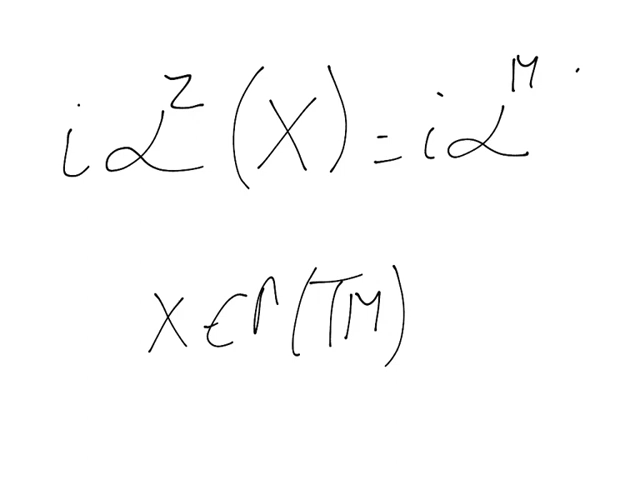 iα^z(X) = iα^M .
X ∈ Γ(TM)